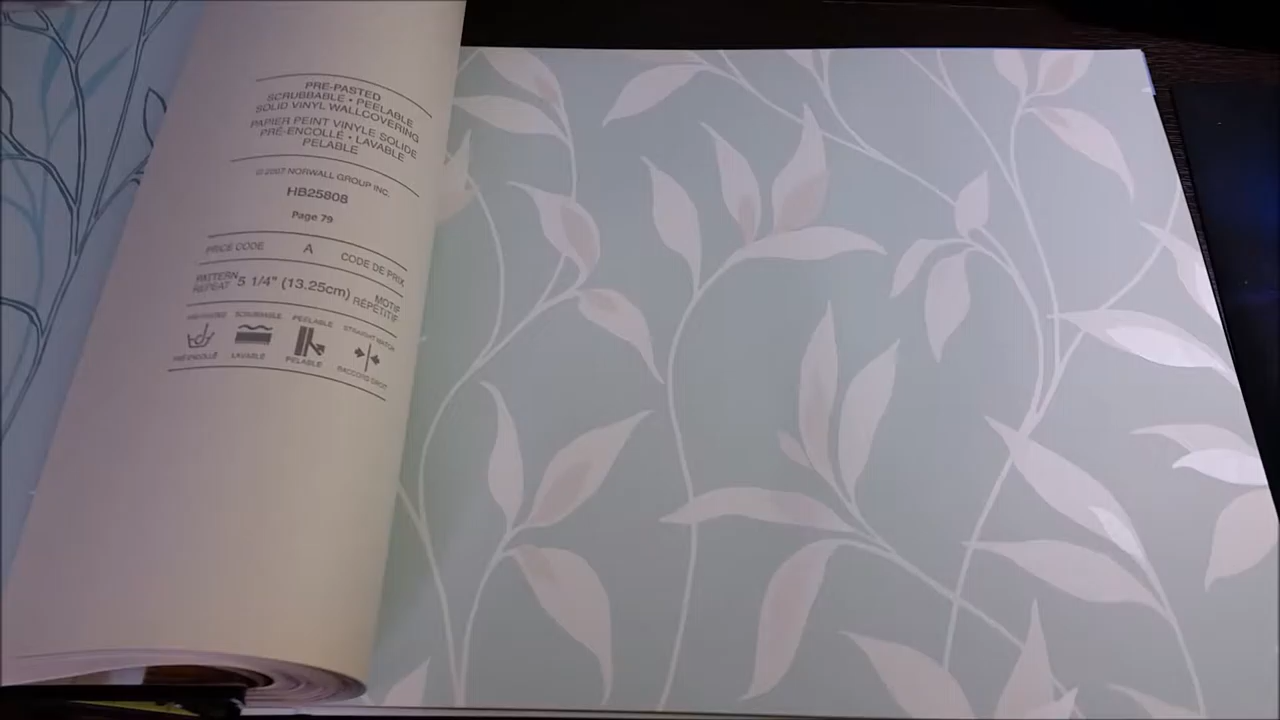 PRE-PASTED
SCRUBBABLE • PEELABLE
SOLID VINYL WALLCOVERING
PAPIER PEINT VINYLE SOLIDE
PRÉ-ENCOLLÉ • LAVABLE
PELABLE
© 2007 NORWALL GROUP INC.
HB25808
Page 79
PRICE CODE A CODE DE PRIX
PATTERN REPEAT 5 1/4" (13.25cm) MOTIF RÉPÉTITIF
SCRUBBABLE PEELABLE STRAIGHT MATCH
PRÉ-ENCOLLÉ LAVABLE PELABLE RACCORD DROIT